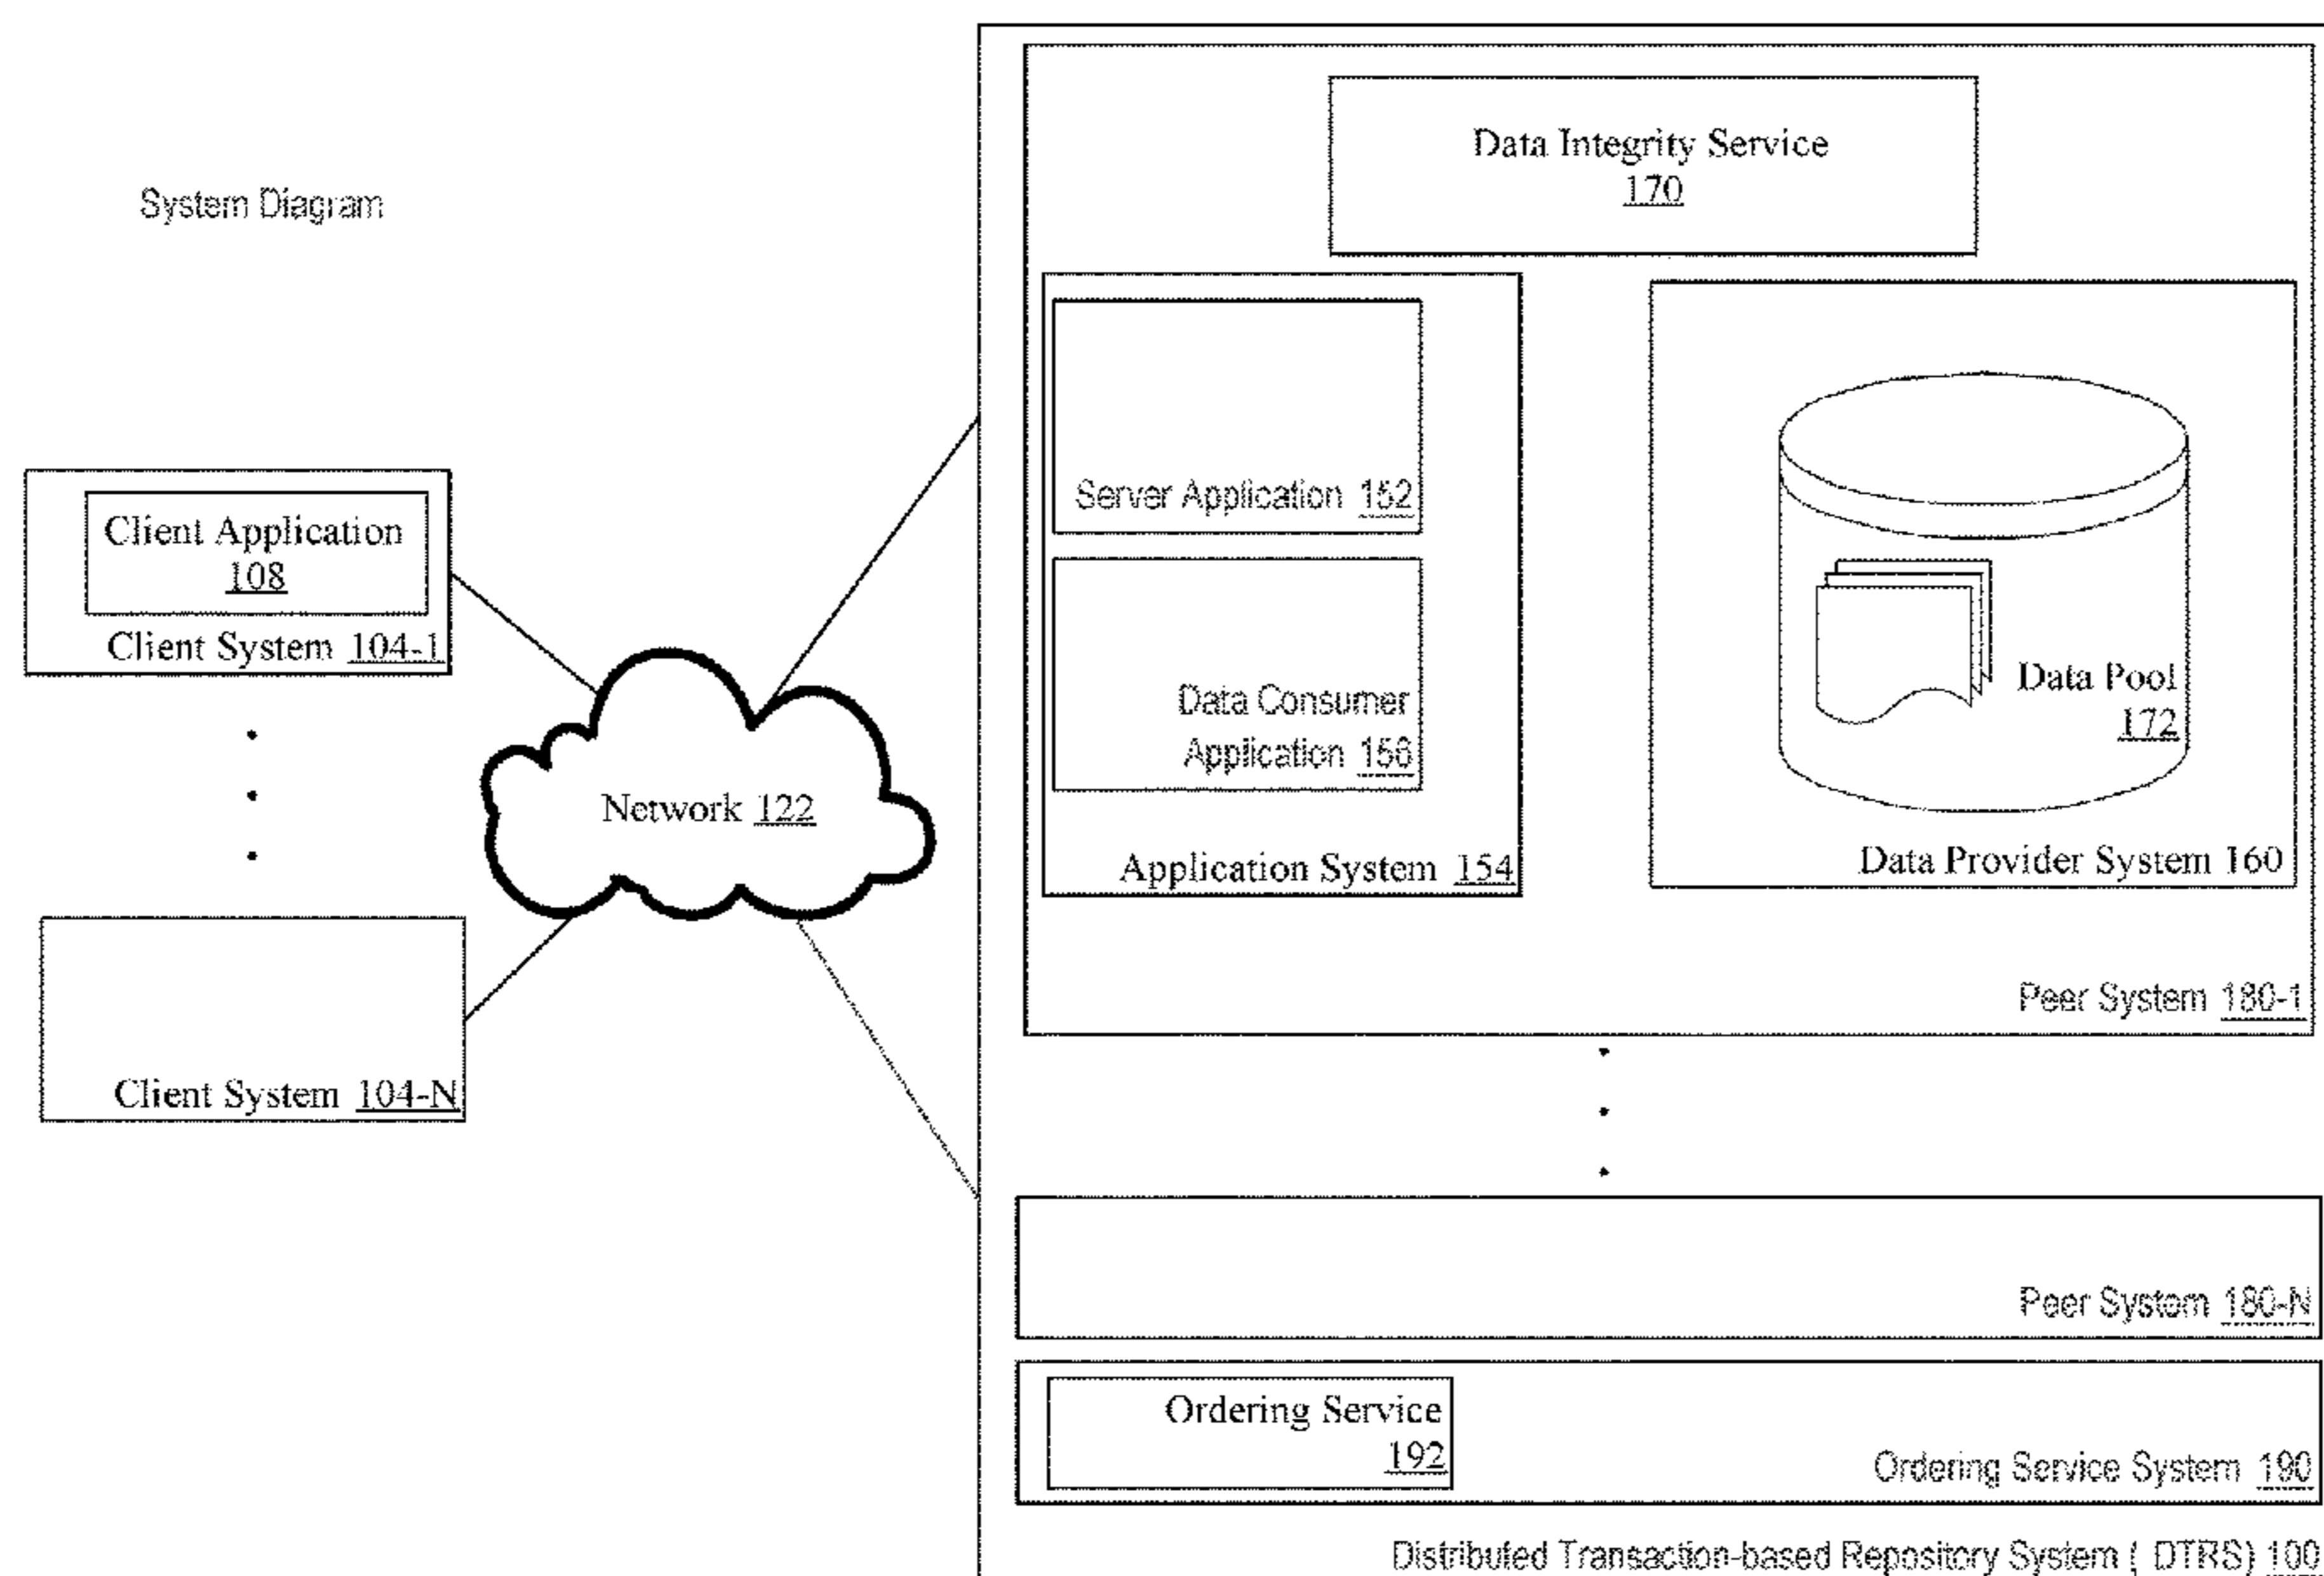 System Diagram
Data Integrity Service
170
Server Application 152
Client Application
108
Client System 104-1
Data Consumer
Application 156
Data Pool
172
Network 122
Application System 154
Data Provider System 160
Peer System 180-1
Client System 104-N
Peer System 180-N
Ordering Service
192
Ordering Service System 190
Distributed Transaction-based Repository System ( DTRS) 100